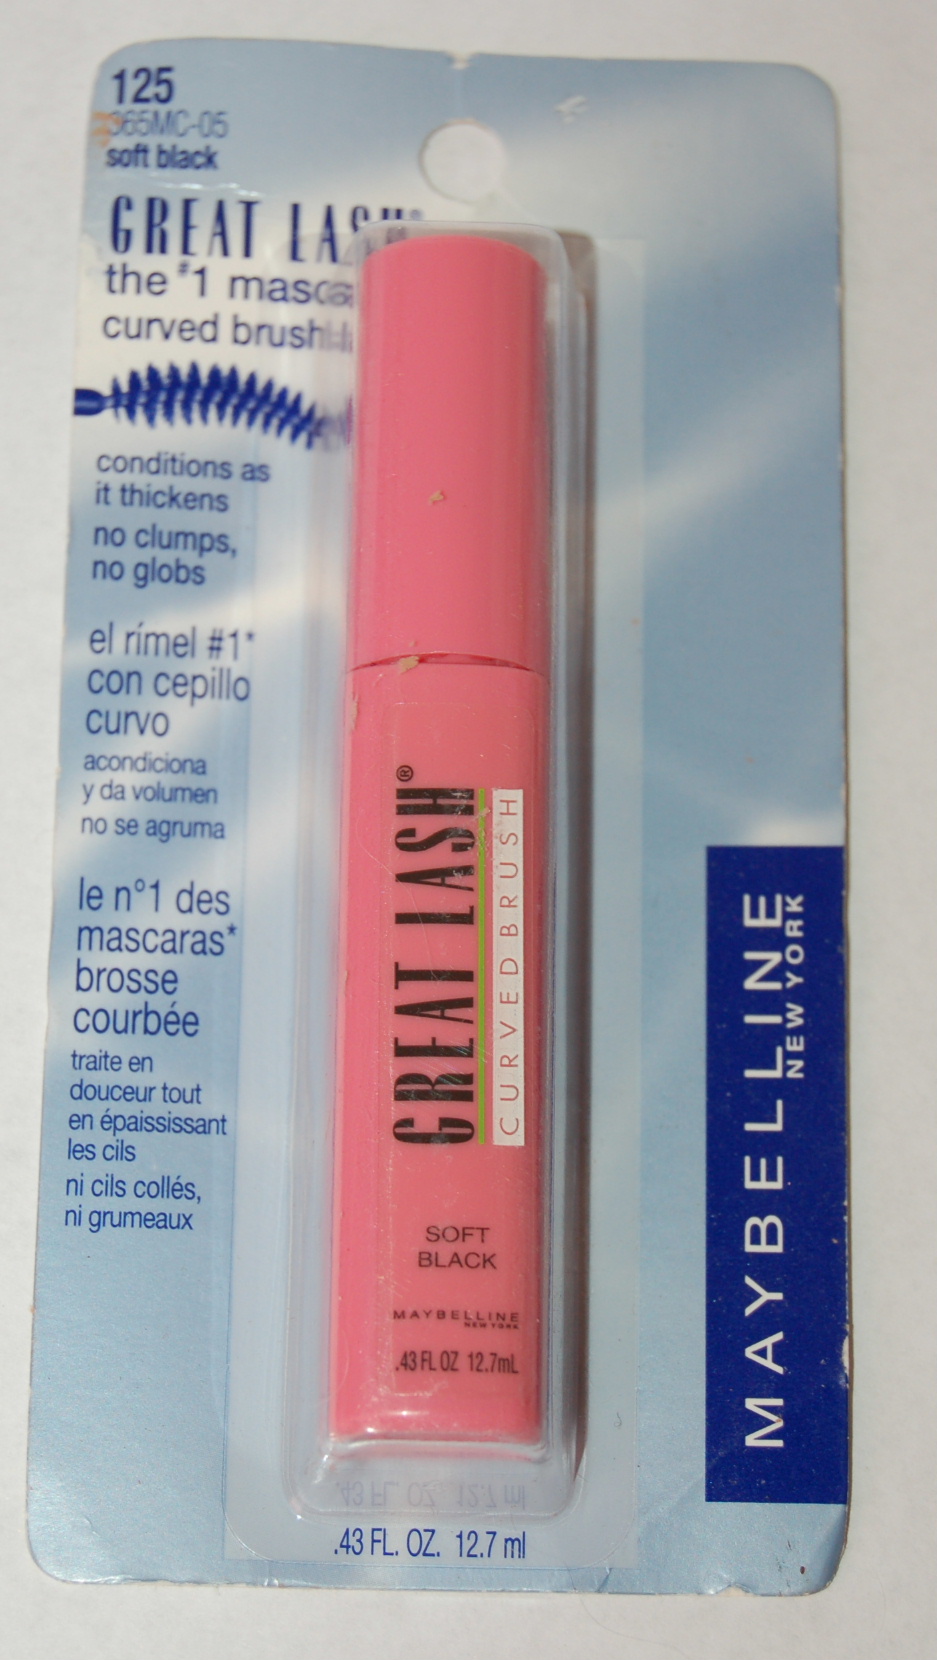 125
365MC-05
soft black
GREAT LASH®
the #1
curved brush
conditions as
it thickens
no clumps,
no globs
el rímel #1*
con cepillo
curvo
acondiciona
y da volumen
no se agruma
le n°1 des
mascaras*
brosse
courbée
traite en
douceur tout
en épaississant
les cils
ni cils collés,
ni grumeaux
GREAT LASH®
CURVED BRUSH
SOFT
BLACK
MAYBELLINE
NEW YORK
.43 FL OZ 12.7mL
.43 FL. OZ. 12.7 ml
MAYBELLINE
NEW YORK